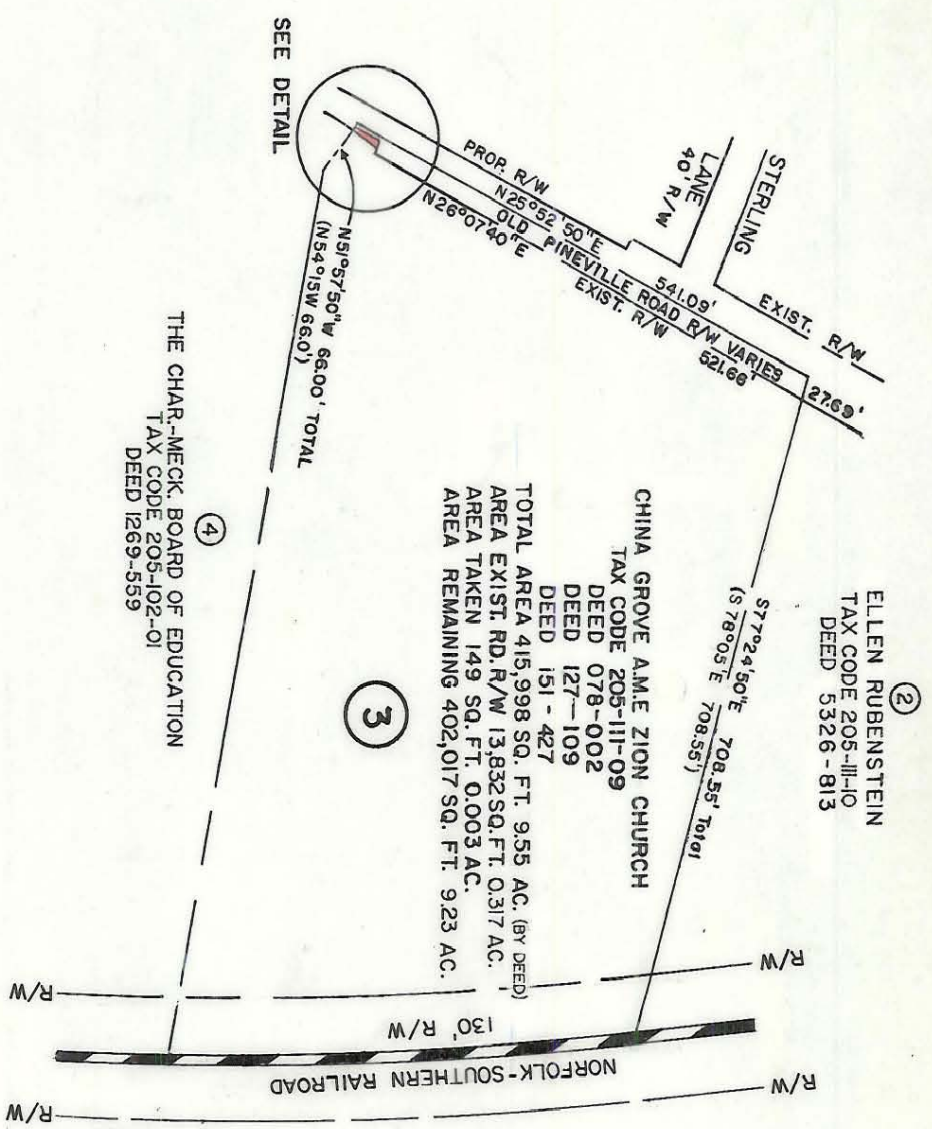 ②
ELLEN RUBENSTEIN
TAX CODE 205-111-10
DEED 5326-813
STERLING
LANE
40' R/W
EXIST. R/W
27.69'
PROP. R/W
N25°52'50"E 541.09'
OLD PINEVILLE ROAD R/W VARIES
N26°07'40"E 521.66'
EXIST. R/W
SEE DETAIL
N51°57'50"W 66.00' TOTAL
(N54°15W 66.0')
S77°24'50"E 708.55' Total
(S 78°05'E 708.55')
CHINA GROVE A.M.E ZION CHURCH
TAX CODE 205-111-09
DEED 078-002
DEED 127-109
DEED 151-427
TOTAL AREA 415,998 SQ. FT. 9.55 AC. (BY DEED)
AREA EXIST. RD. R/W 13,832 SQ. FT. 0.317 AC.
AREA TAKEN 149 SQ. FT. 0.003 AC.
AREA REMAINING 402,017 SQ. FT. 9.23 AC.
③
④
THE CHAR.-MECK. BOARD OF EDUCATION
TAX CODE 205-102-01
DEED 1269-559
R/W
R/W
130' R/W
NORFOLK-SOUTHERN RAILROAD
R/W
R/W